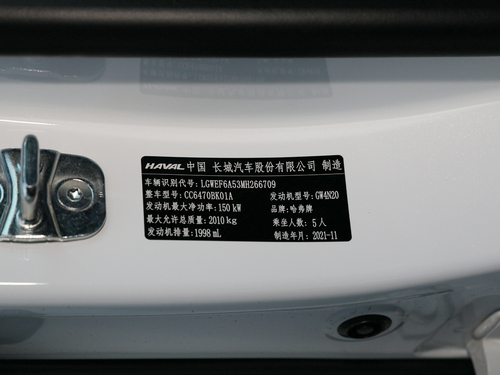 HAVAL 中国 长城汽车股份有限公司 制造
车辆识别代号: LGWEF6A53MH266709
整车型号: CC6470BK01A 发动机型号: GW4N20
发动机最大净功率: 150 kW 品牌: 哈弗牌
最大允许总质量: 2010 kg 乘坐人数: 5 人
发动机排量: 1998 mL 制造年月: 2021-11